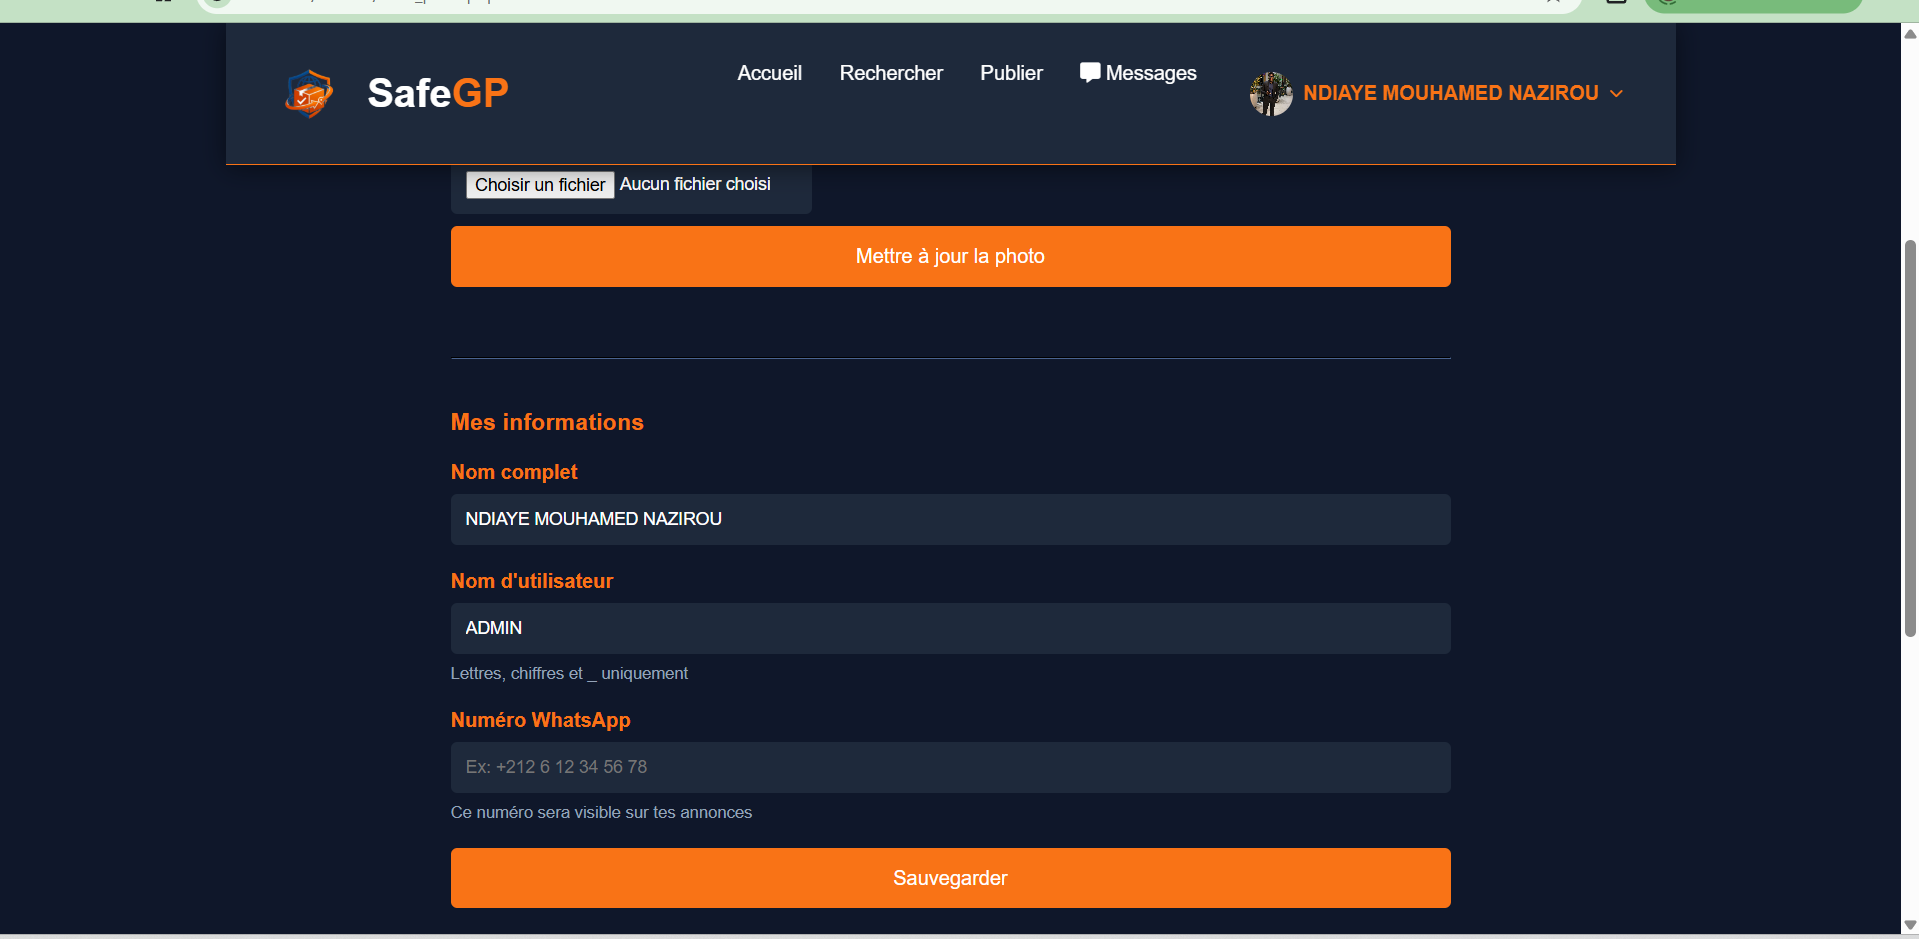 SafeGP
Accueil
Rechercher
Publier
Messages
NDIAYE MOUHAMED NAZIROU
Choisir un fichier Aucun fichier choisi
Mettre à jour la photo
Mes informations
Nom complet
NDIAYE MOUHAMED NAZIROU
Nom d'utilisateur
ADMIN
Lettres, chiffres et _ uniquement
Numéro WhatsApp
Ex: +212 6 12 34 56 78
Ce numéro sera visible sur tes annonces
Sauvegarder